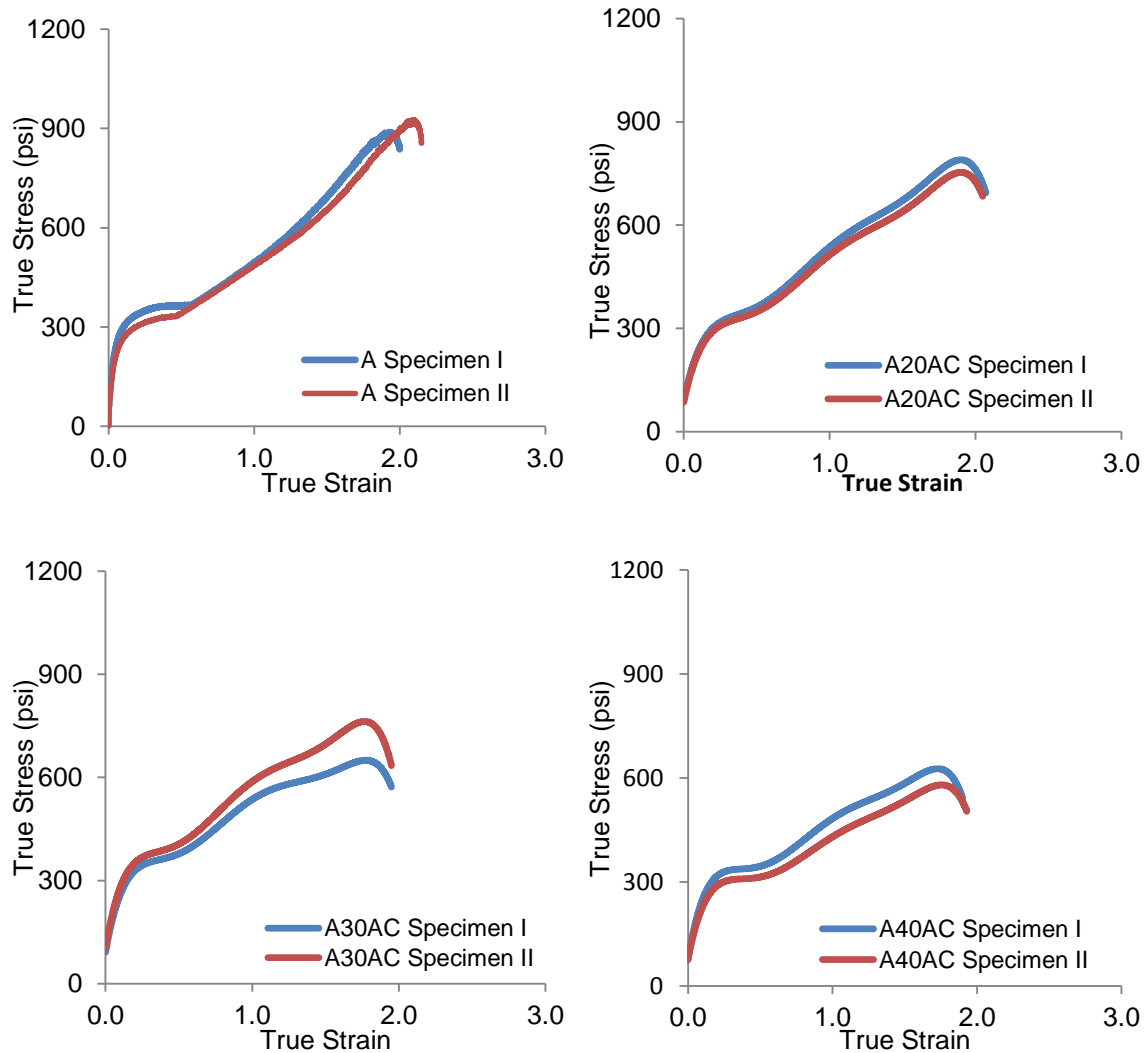 1200
900
600
300
0
True Stress (psi)
A Specimen I
A Specimen II
0.0 1.0 2.0 3.0
True Strain
1200
900
600
300
0
True Stress (psi)
A20AC Specimen I
A20AC Specimen II
0.0 1.0 2.0 3.0
True Strain
1200
900
600
300
0
True Stress (psi)
A30AC Specimen I
A30AC Specimen II
0.0 1.0 2.0 3.0
True Strain
1200
900
600
300
0
True Stress (psi)
A40AC Specimen I
A40AC Specimen II
0.0 1.0 2.0 3.0
True Strain